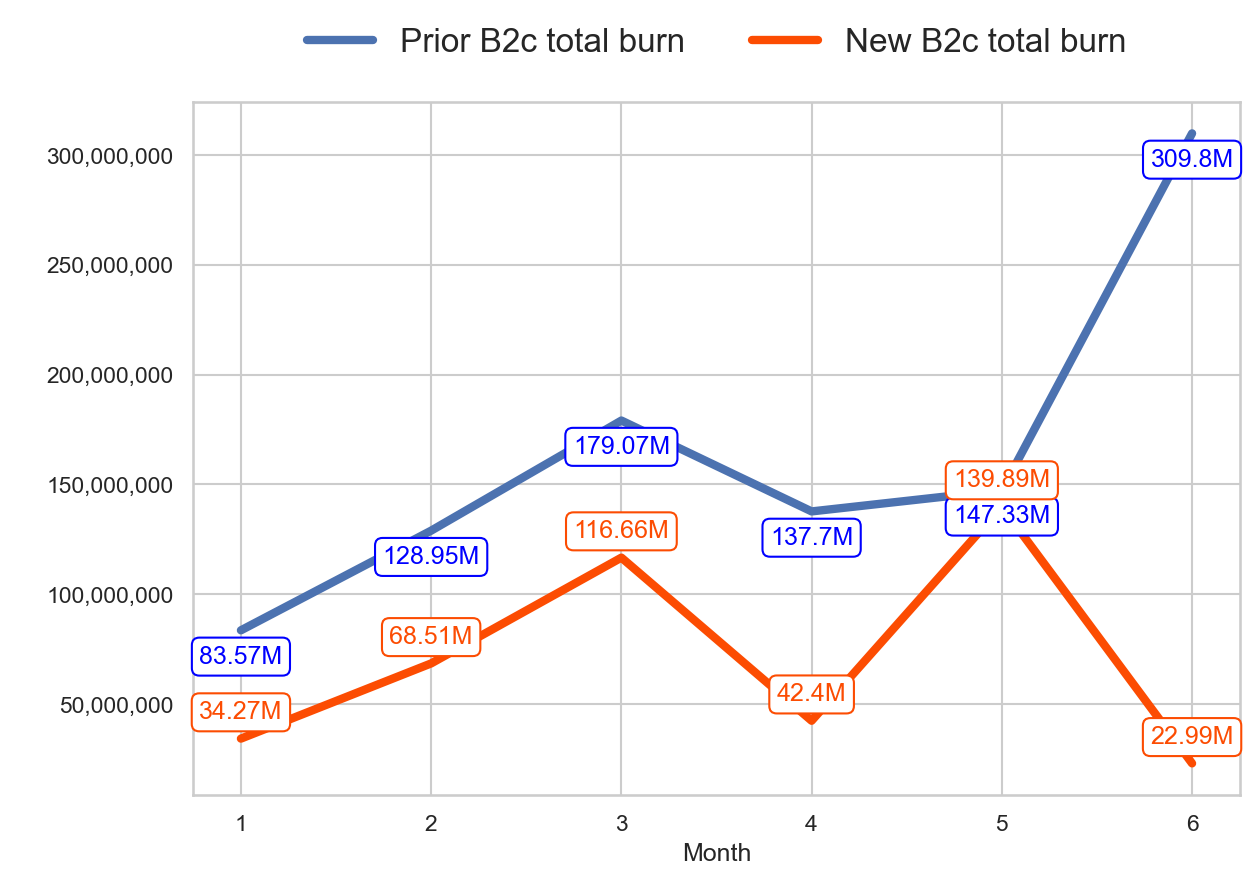 Prior B2c total burn New B2c total burn
300,000,000
309.8M
250,000,000
200,000,000
179.07M
150,000,000
139.89M
147.33M
116.66M
137.7M
128.95M
100,000,000
68.51M
83.57M
50,000,000
34.27M
42.4M
22.99M
1 2 3 4 5 6
Month